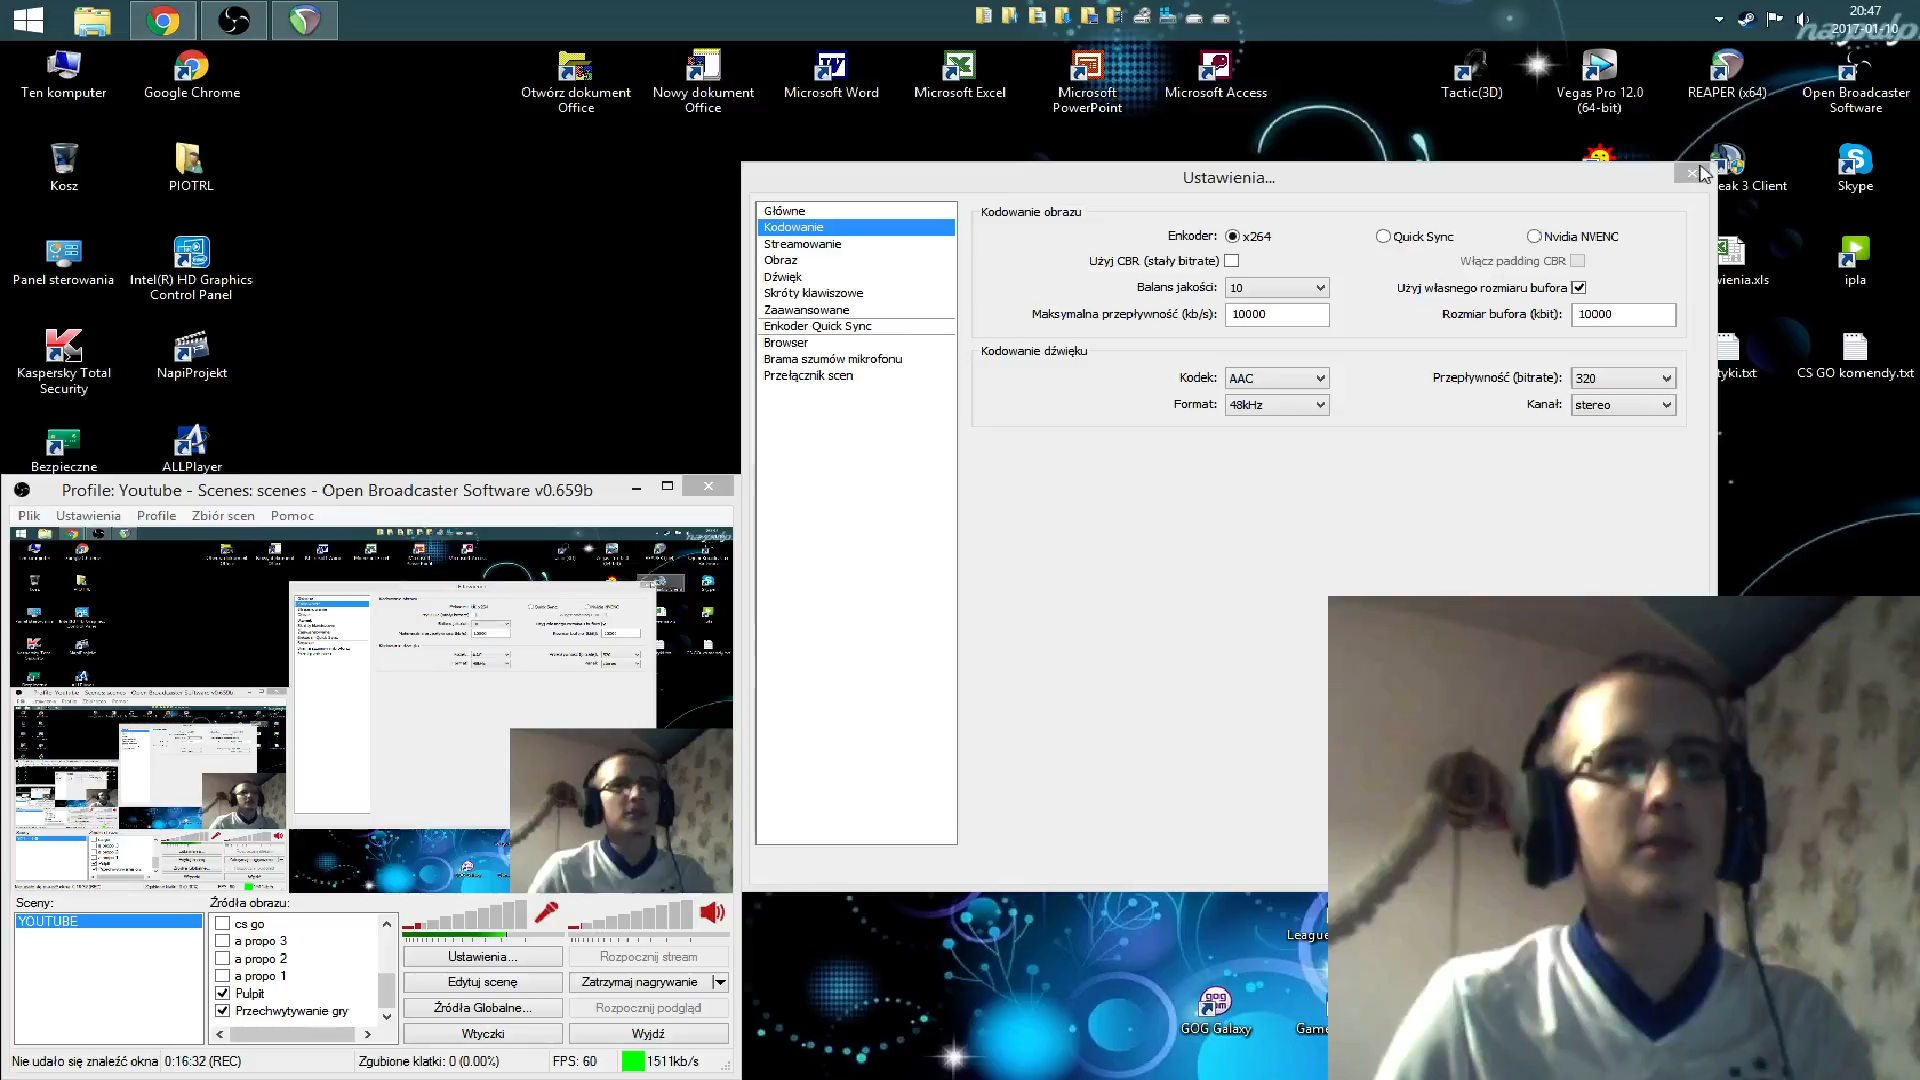 20:47
2017-01-10
Ten komputer
Google Chrome
Otwórz dokument
Office
Nowy dokument
Office
Microsoft Word
Microsoft Excel
Microsoft
PowerPoint
Microsoft Access
Tactic(3D)
Vegas Pro 12.0
(64-bit)
REAPER (x64)
Open Broadcaster
Software
Kosz
PIOTRL
eak 3 Client
Skype
Panel sterowania
Intel(R) HD Graphics
Control Panel
ienia.xls
ipla
Kaspersky Total
Security
NapiProjekt
tyki.txt
CS GO komendy.txt
Bezpieczne
ALLPlayer
Ustawienia...
Główne
Kodowanie
Streamowanie
Obraz
Dźwięk
Skróty klawiszowe
Zaawansowane
Enkoder Quick Sync
Browser
Brama szumów mikrofonu
Przełącznik scen
Kodowanie obrazu
Enkoder: x264 Quick Sync Nvidia NVENC
Użyj CBR (stały bitrate) Włącz padding CBR
Balans jakości: 10 Użyj własnego rozmiaru bufora
Maksymalna przepływność (kb/s): 10000 Rozmiar bufora (kbit): 10000
Kodowanie dźwięku
Kodek: AAC Przepływność (bitrate): 320
Format: 48kHz Kanał: stereo
Profile: Youtube - Scenes: scenes - Open Broadcaster Software v0.659b
Plik Ustawienia Profile Zbiór scen Pomoc
Sceny:
YOUTUBE
Źródła obrazu:
cs go
a propo 3
a propo 2
a propo 1
Pulpit
Przechwytywanie gry
Ustawienia... Rozpocznij stream
Edytuj scenę Zatrzymaj nagrywanie
Źródła Globalne... Rozpocznij podgląd
Wtyczki Wyjdź
Nie udało się znaleźć okna 0:16:32 (REC) Zgubione klatki: 0 (0.00%) FPS: 60 1511kb/s
League
GOG Galaxy
Game